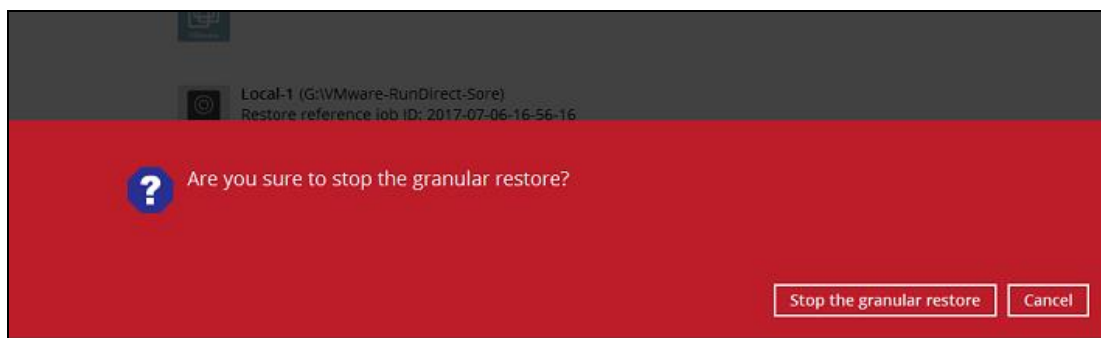 Local-1 (G:\VMware-RunDirect-Sore)
Restore reference job ID: 2017-07-06-16-56-16
Are you sure to stop the granular restore?
Stop the granular restore
Cancel